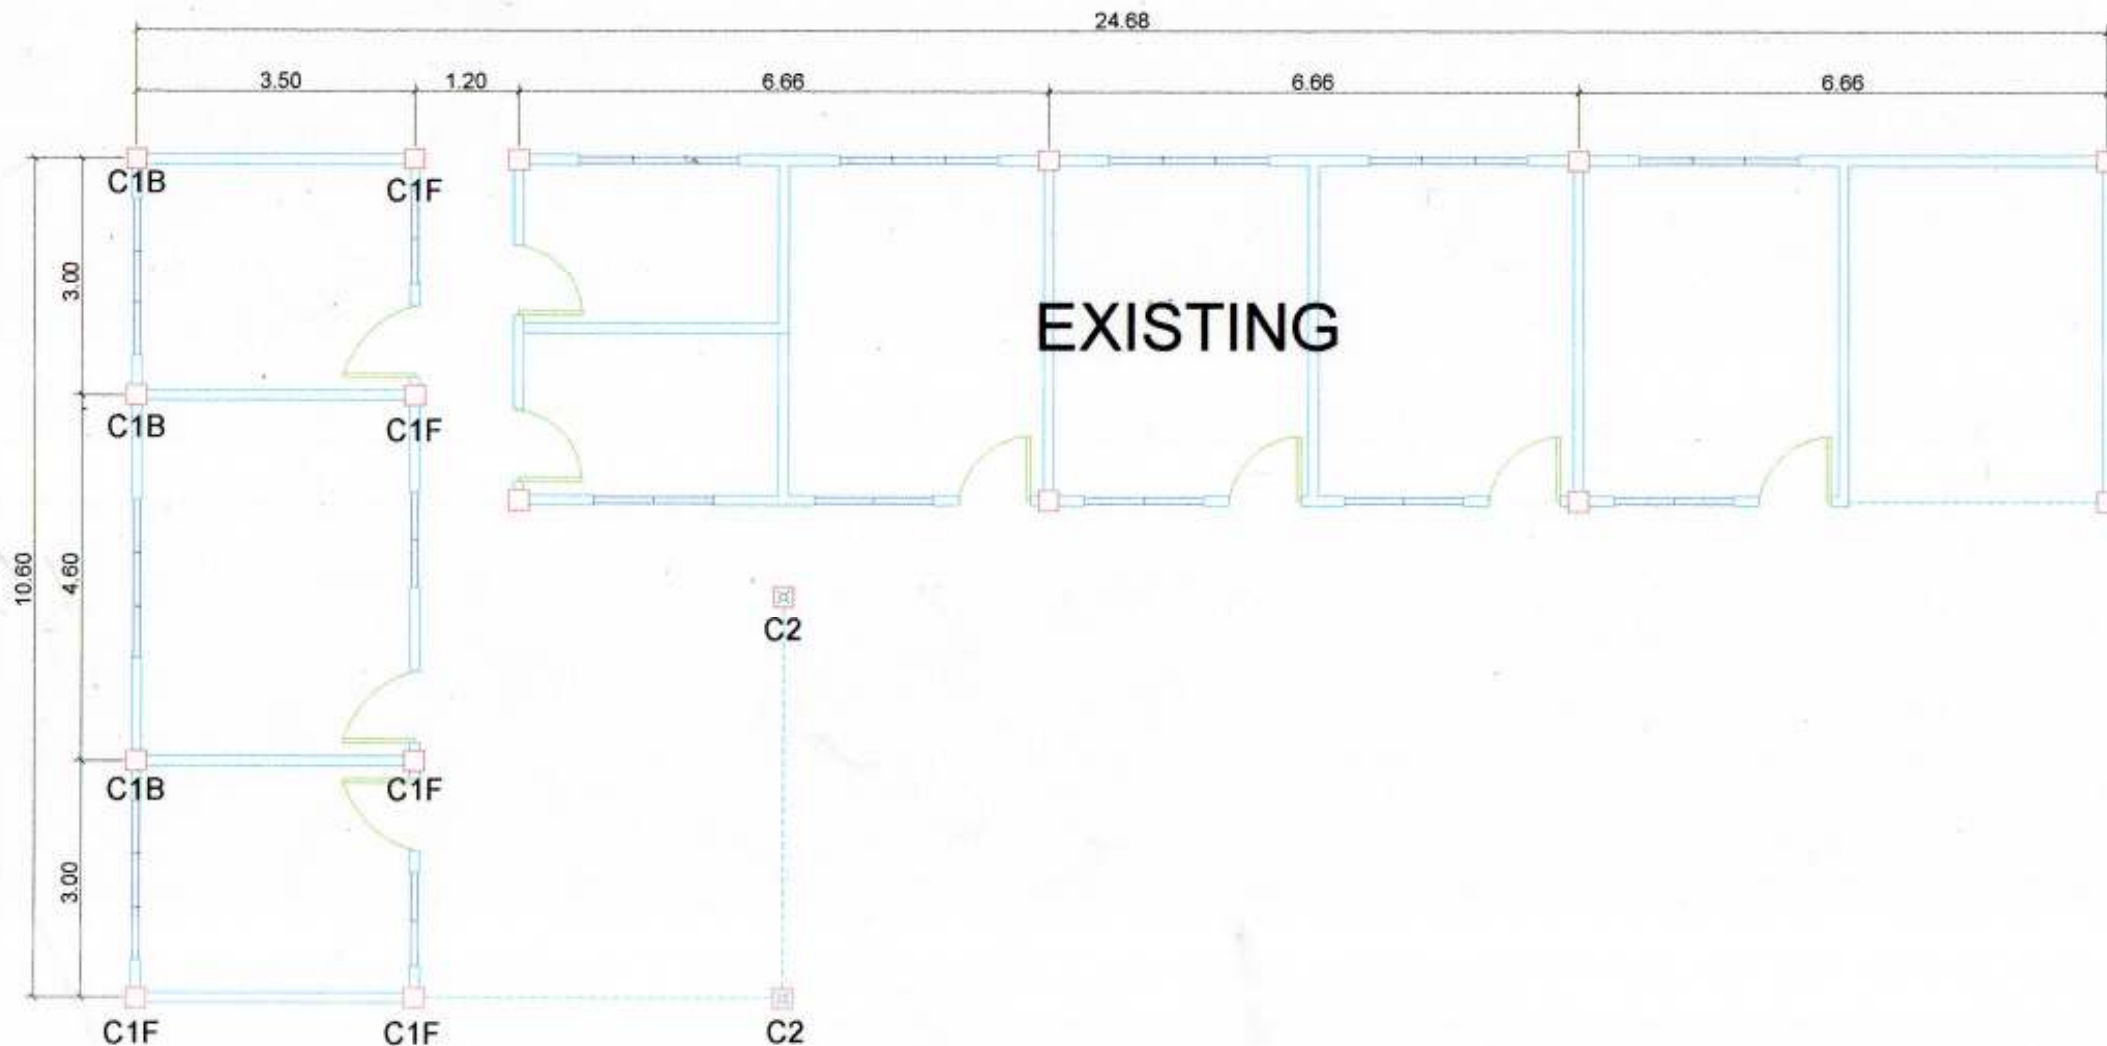 24.68
3.50 1.20 6.66 6.66 6.66
C1B C1F
3.00
EXISTING
C1B C1F
10.60 4.60
C2
C1B C1F
3.00
C1F C1F C2